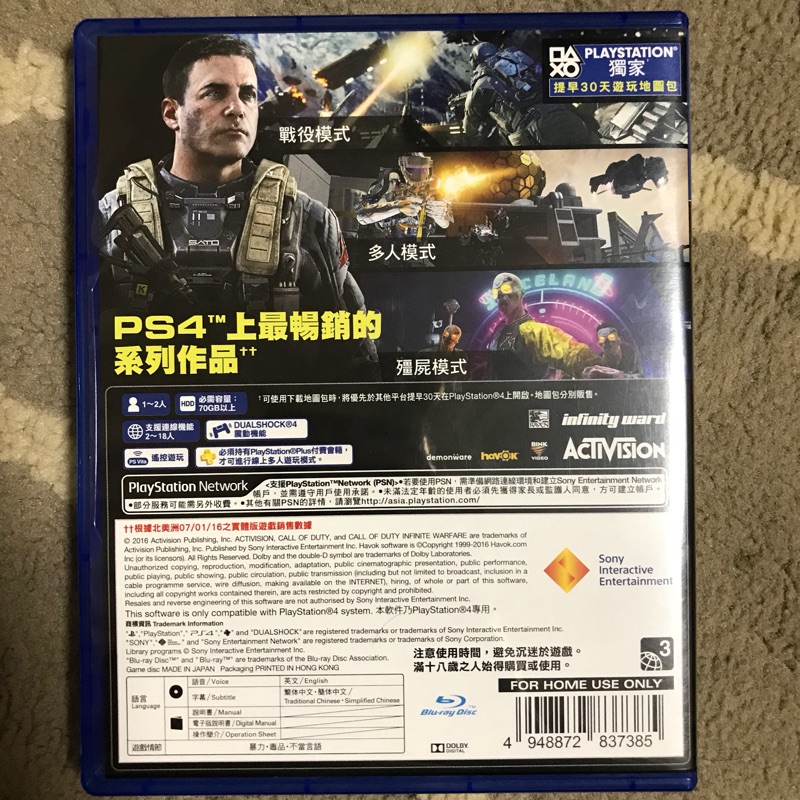 PLAYSTATION®
獨家
提早30天遊玩地圖包
戰役模式
SATO
多人模式
PS4™上最暢銷的
系列作品††
殭屍模式
1~2人
HDD 必需容量：
70GB以上
†可使用下載地圖包時，將優先於其他平台提早30天在PlayStation®4上開啟。地圖包分別販售。
支援連線機能
2~18人
DUALSHOCK®4
震動機能
infinity ward
PS Vita 遙控遊玩
必須持有PlayStation®Plus付費會籍，
才可進行線上多人遊玩模式。
demonware
havok
BINK
VIDEO
ACTIVISION
PlayStation Network
<支援PlayStation™Network (PSN)>●若要使用PSN，需準備網路連線環境和建立Sony Entertainment Network
帳戶，並需遵守用戶使用承諾。●未滿法定年齡的使用者必須先獲得家長或監護人同意，方可建立帳戶。
●部分服務可能需另外收費。●其他有關PSN的詳情，請瀏覽http://asia.playstation.com/
††根據北美洲07/01/16之實體版遊戲銷售數據
© 2016 Activision Publishing, Inc. ACTIVISION, CALL OF DUTY, and CALL OF DUTY INFINITE WARFARE are trademarks of
Activision Publishing, Inc. Published by Sony Interactive Entertainment Inc. Havok software is ©Copyright 1999-2016 Havok.com
Inc (or its licensors). All Rights Reserved. Dolby and the double-D symbol are trademarks of Dolby Laboratories.
Unauthorized copying, reproduction, modification, adaptation, public cinematographic presentation, public performance,
public playing, public showing, public circulation, public transmission (including but not limited to broadcast, inclusion in a
cable programme service, wire diffusion, making available on the INTERNET), hiring, of whole or part of this software,
including all copyright works contained therein, are acts restricted by copyright and prohibited.
Resales and reverse engineering of this software are not authorised by Sony Interactive Entertainment Inc.
This software is only compatible with PlayStation®4 system. 本軟件乃PlayStation®4專用。
Sony
Interactive
Entertainment
商標資訊 Trademark Information
"PlayStation", "PS4", and "DUALSHOCK" are registered trademarks or trademarks of Sony Interactive Entertainment Inc.
"SONY", and "Sony Entertainment Network" are registered trademarks or trademarks of Sony Corporation.
Library programs © Sony Interactive Entertainment Inc.
"Blu-ray Disc™" and "Blu-ray™" are trademarks of the Blu-ray Disc Association.
Game disc MADE IN JAPAN Packaging PRINTED IN HONG KONG
注意使用時間，避免沉迷於遊戲。
滿十八歲之人始得購買或使用。
3
語言
Language
語音/Voice
英文/English
字幕/Subtitle
繁體中文・簡體中文/
Traditional Chinese・Simplified Chinese
說明書/Manual
電子版說明書/Digital Manual
操作簡介/Operation Sheet
遊戲情節
暴力・毒品・不當言語
Blu-ray Disc™
DOLBY
DIGITAL
FOR HOME USE ONLY
4 948872 837385